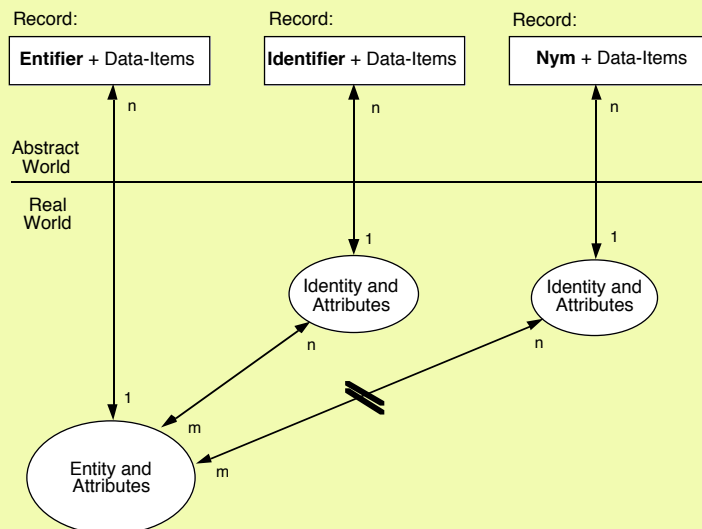 Record:
Record:
Record:
Entifier + Data-Items
Identifier + Data-Items
Nym + Data-Items
n
n
n
Abstract
World
Real
World
1
1
Identity and
Attributes
Identity and
Attributes
n
n
1
m
m
Entity and
Attributes